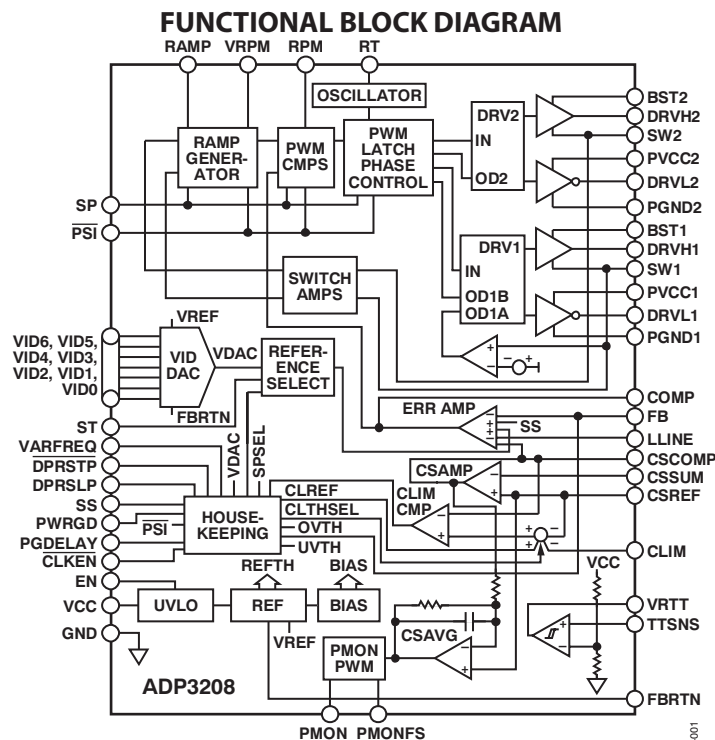 FUNCTIONAL BLOCK DIAGRAM
RAMP VRPM RPM RT
OSCILLATOR
RAMP
GENER-
ATOR
PWM
CMPS
PWM
LATCH
PHASE
CONTROL
DRV2
IN
OD2
BST2
DRVH2
SW2
PVCC2
DRVL2
PGND2
SP
PSI
DRV1
IN
OD1B
OD1A
BST1
DRVH1
SW1
PVCC1
DRVL1
PGND1
SWITCH
AMPS
+
–
– +
VID6, VID5,
VID4, VID3,
VID2, VID1,
VID0
VREF
VID
DAC
FBRTN
VDAC
REFER-
ENCE
SELECT
ERR AMP
–
+
+
–
–
SS
COMP
FB
LLINE
CSCOMP
CSSUM
CSREF
CLIM
ST
VARFREQ
DPRSTP
DPRSLP
SS
PWRGD
PGDELAY
CLKEN
EN
VCC
GND
VDAC
SPSEL
PSI
HOUSE-
KEEPING
CLREF
CLTHSEL
OVTH
UVTH
CSAMP
–
+
CLIM
CMP
–
+
+ –
+ +
UVLO
REFTH
REF
VREF
BIAS
BIAS
CSAVG
–
+
PMON
PWM
VCC
+
–
VRTT
TTSNS
FBRTN
ADP3208
PMON PMONFS
001